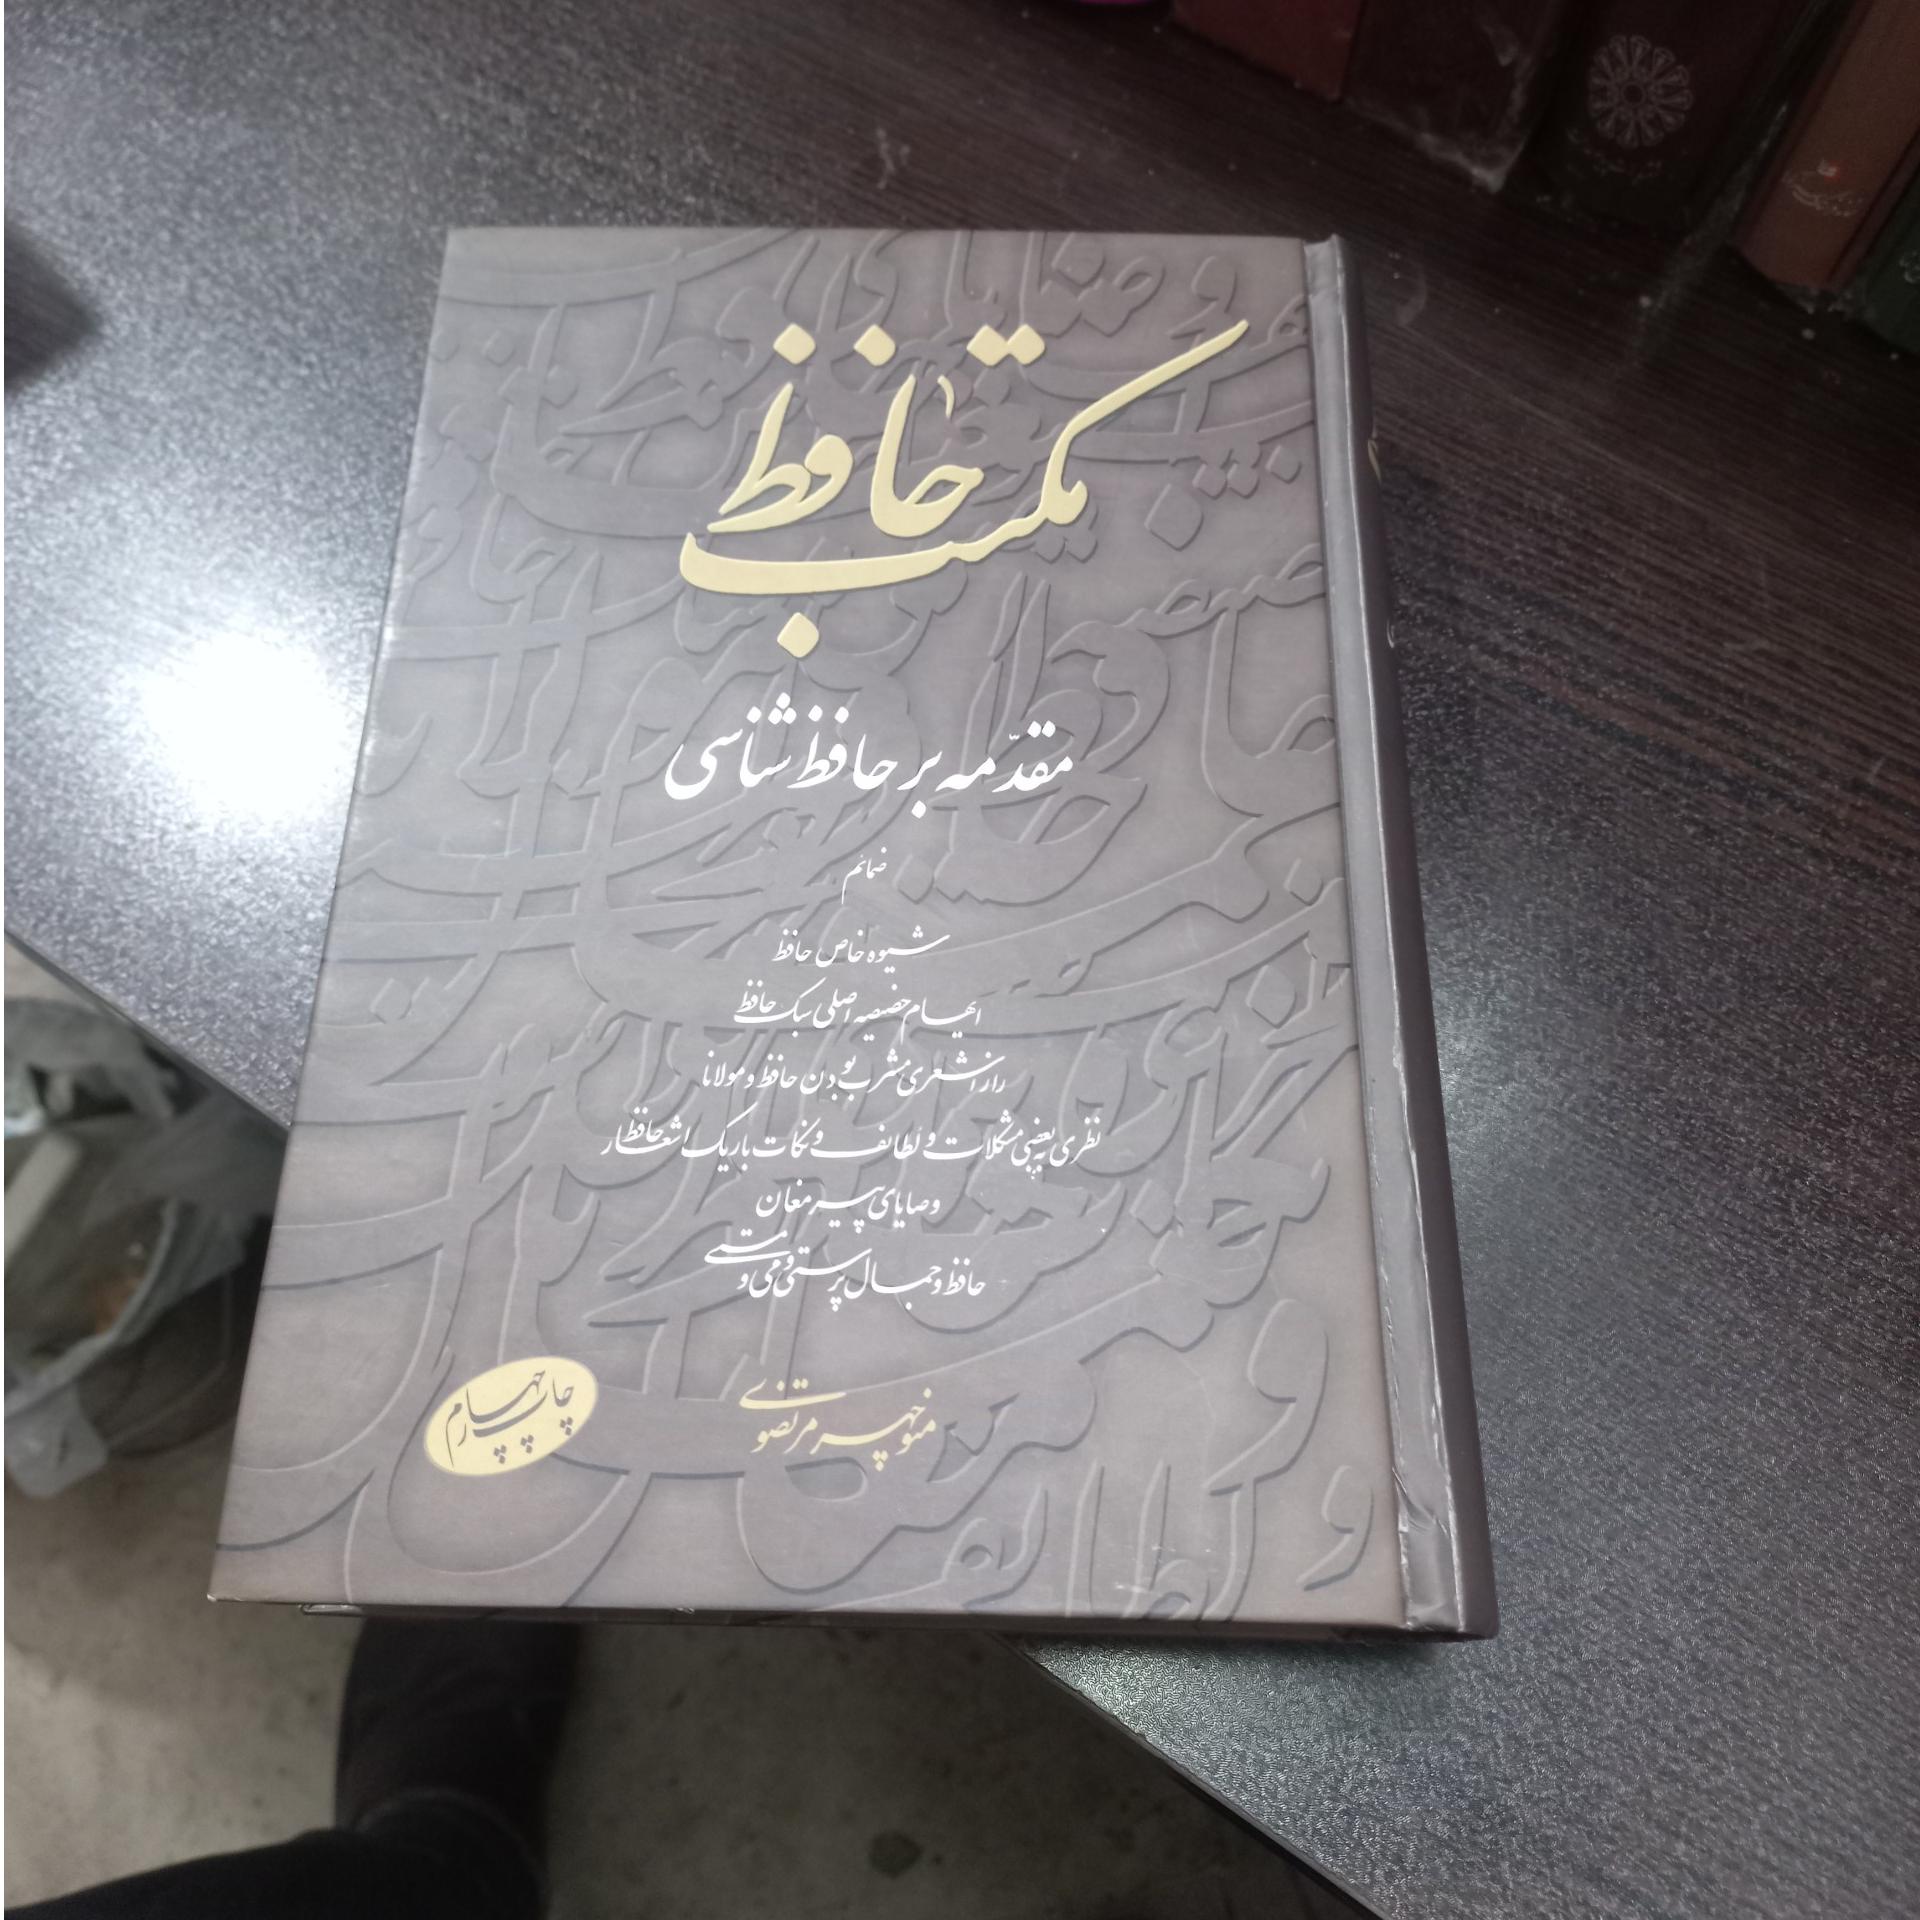 مکتب حافظ
مقدّمه بر حافظ شناسی
ضمائم
شیوه خاص حافظ
ایهام خصیصه اصلی سبک حافظ
راز اشعری مشرب بودن حافظ و مولانا
نظری به بعضی مشکلات و لطائف و نکات باریک اشعار حافظ
وصایای پیر مغان
حافظ و جمال پرستی و می و مستی
منوچهر مرتضوی
چاپ چهارم